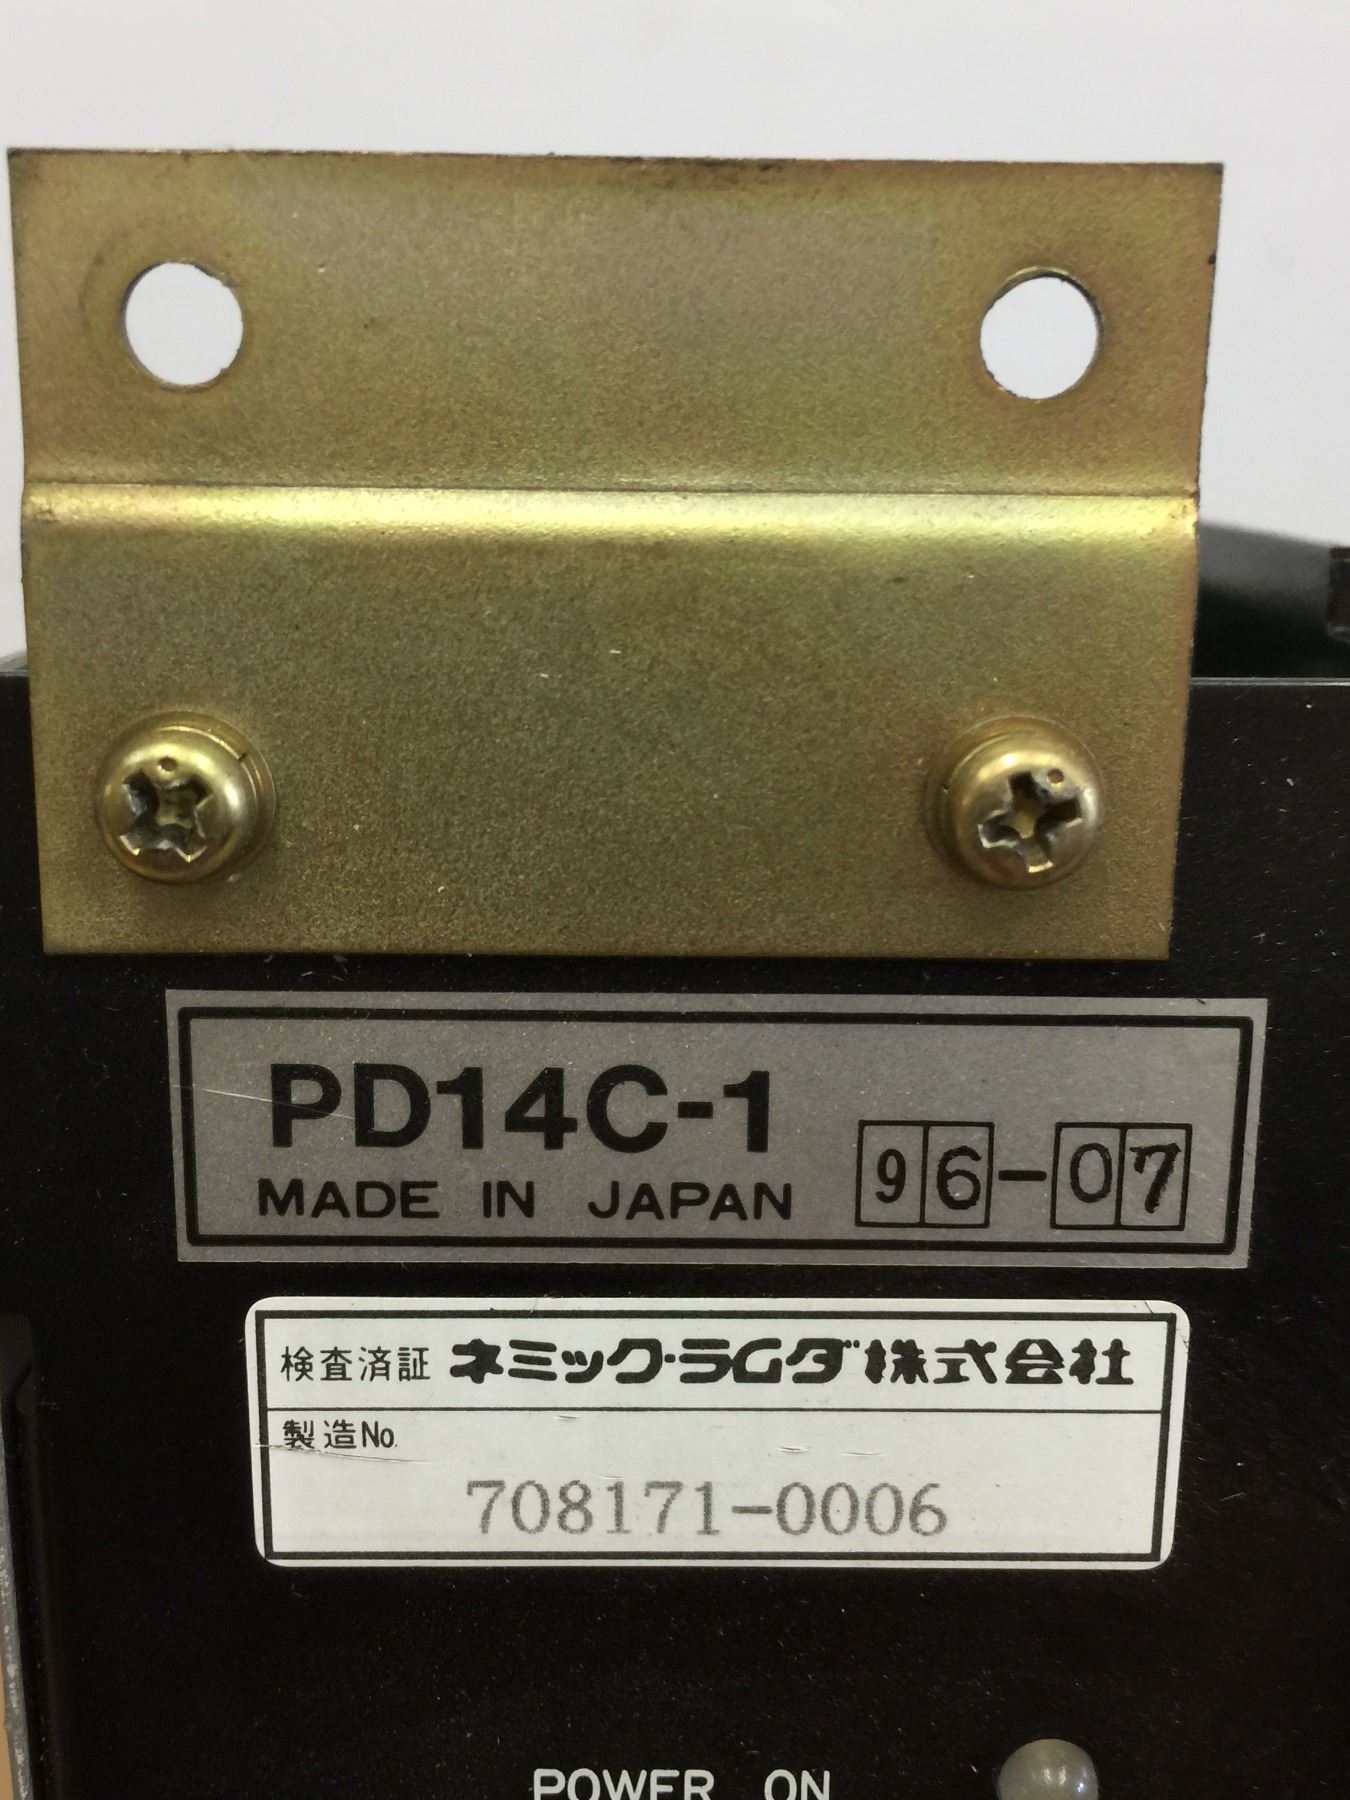 PD14C-1
MADE IN JAPAN 96-07
検査済証 ネミック・ラムダ株式会社
製造No.
708171-0006
POWER ON